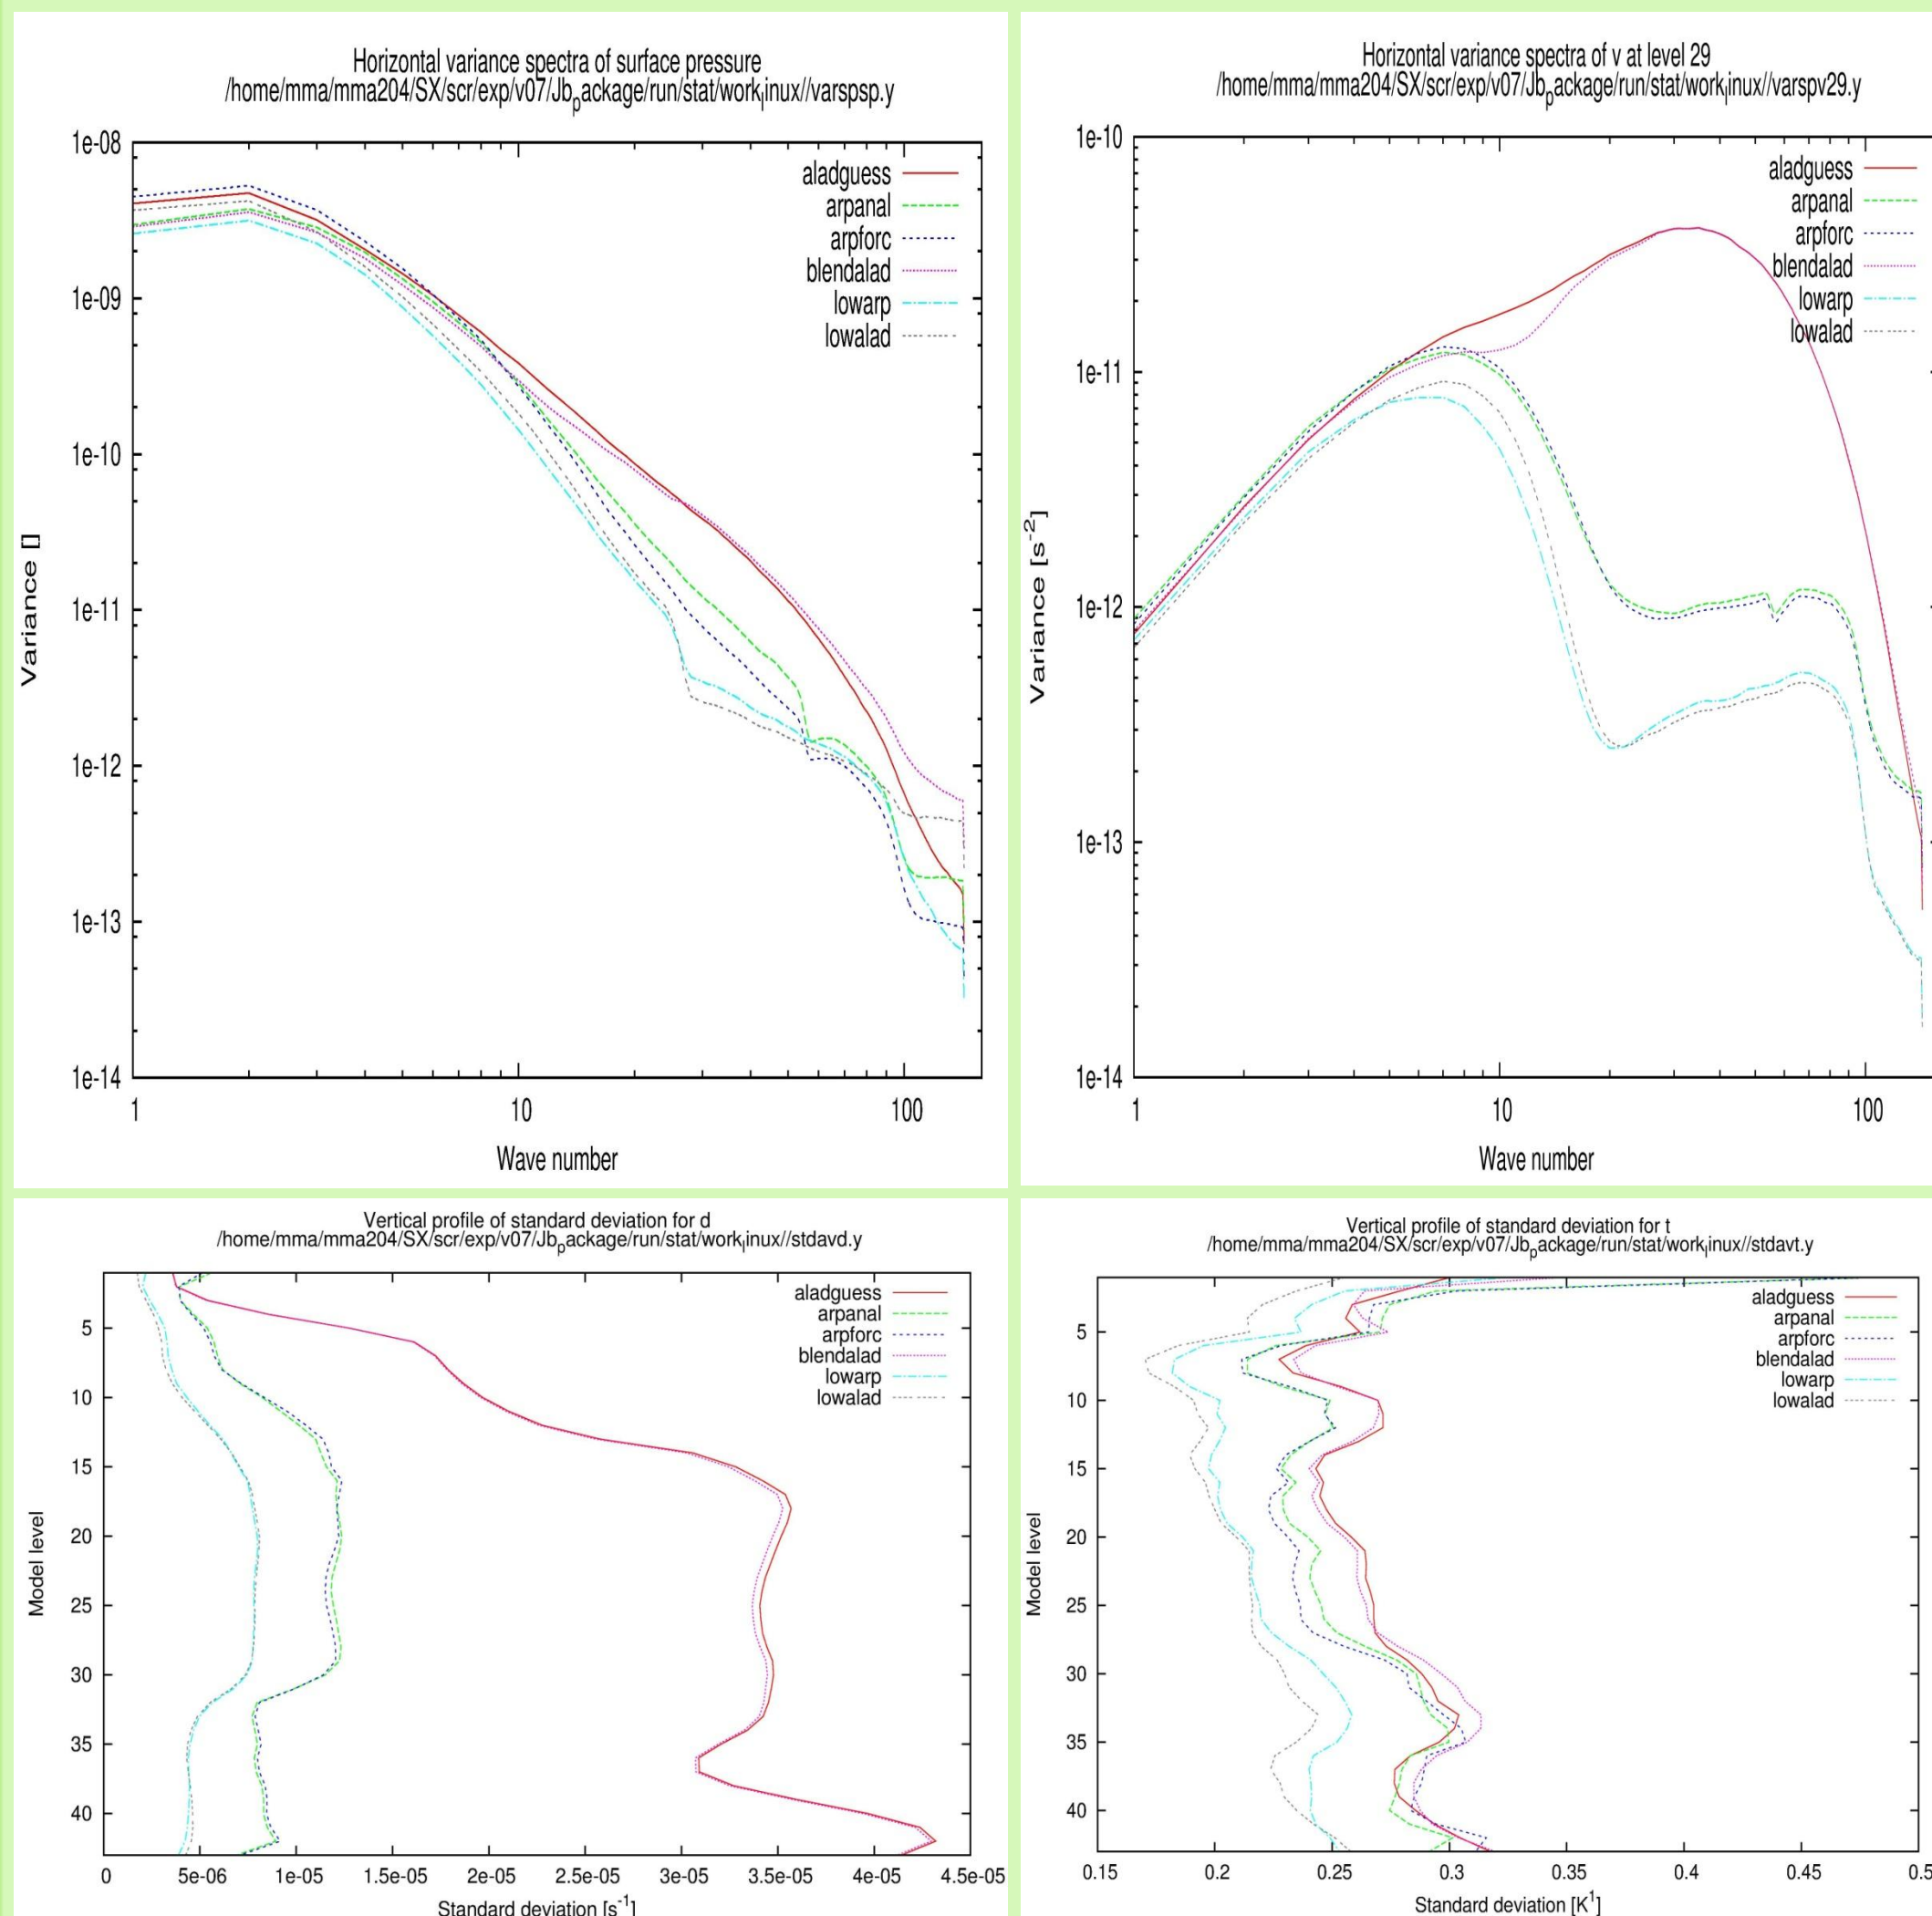 Horizontal variance spectra of surface pressure
/home/mma/mma204/SX/scr/exp/v07/Jbpackage/run/stat/worklinux//varspsp.y
1e-08
1e-09
1e-10
1e-11
1e-12
1e-13
1e-14
Variance []
aladguess
arpanal
arpforc
blendalad
lowarp
lowalad
1
10
100
Wave number
Horizontal variance spectra of v at level 29
/home/mma/mma204/SX/scr/exp/v07/Jbpackage/run/stat/worklinux//varspv29.y
1e-10
1e-11
1e-12
1e-13
1e-14
Variance [s-2]
aladguess
arpanal
arpforc
blendalad
lowarp
lowalad
1
10
100
Wave number
Vertical profile of standard deviation for d
/home/mma/mma204/SX/scr/exp/v07/Jbpackage/run/stat/worklinux//stdavd.y
5
10
15
20
25
30
35
40
Model level
aladguess
arpanal
arpforc
blendalad
lowarp
lowalad
0 5e-06 1e-05 1.5e-05 2e-05 2.5e-05 3e-05 3.5e-05 4e-05 4.5e-05
Standard deviation [s-1]
Vertical profile of standard deviation for t
/home/mma/mma204/SX/scr/exp/v07/Jbpackage/run/stat/worklinux//stdavt.y
5
10
15
20
25
30
35
40
Model level
aladguess
arpanal
arpforc
blendalad
lowarp
lowalad
0.15 0.2 0.25 0.3 0.35 0.4 0.45 0.5
Standard deviation [K1]